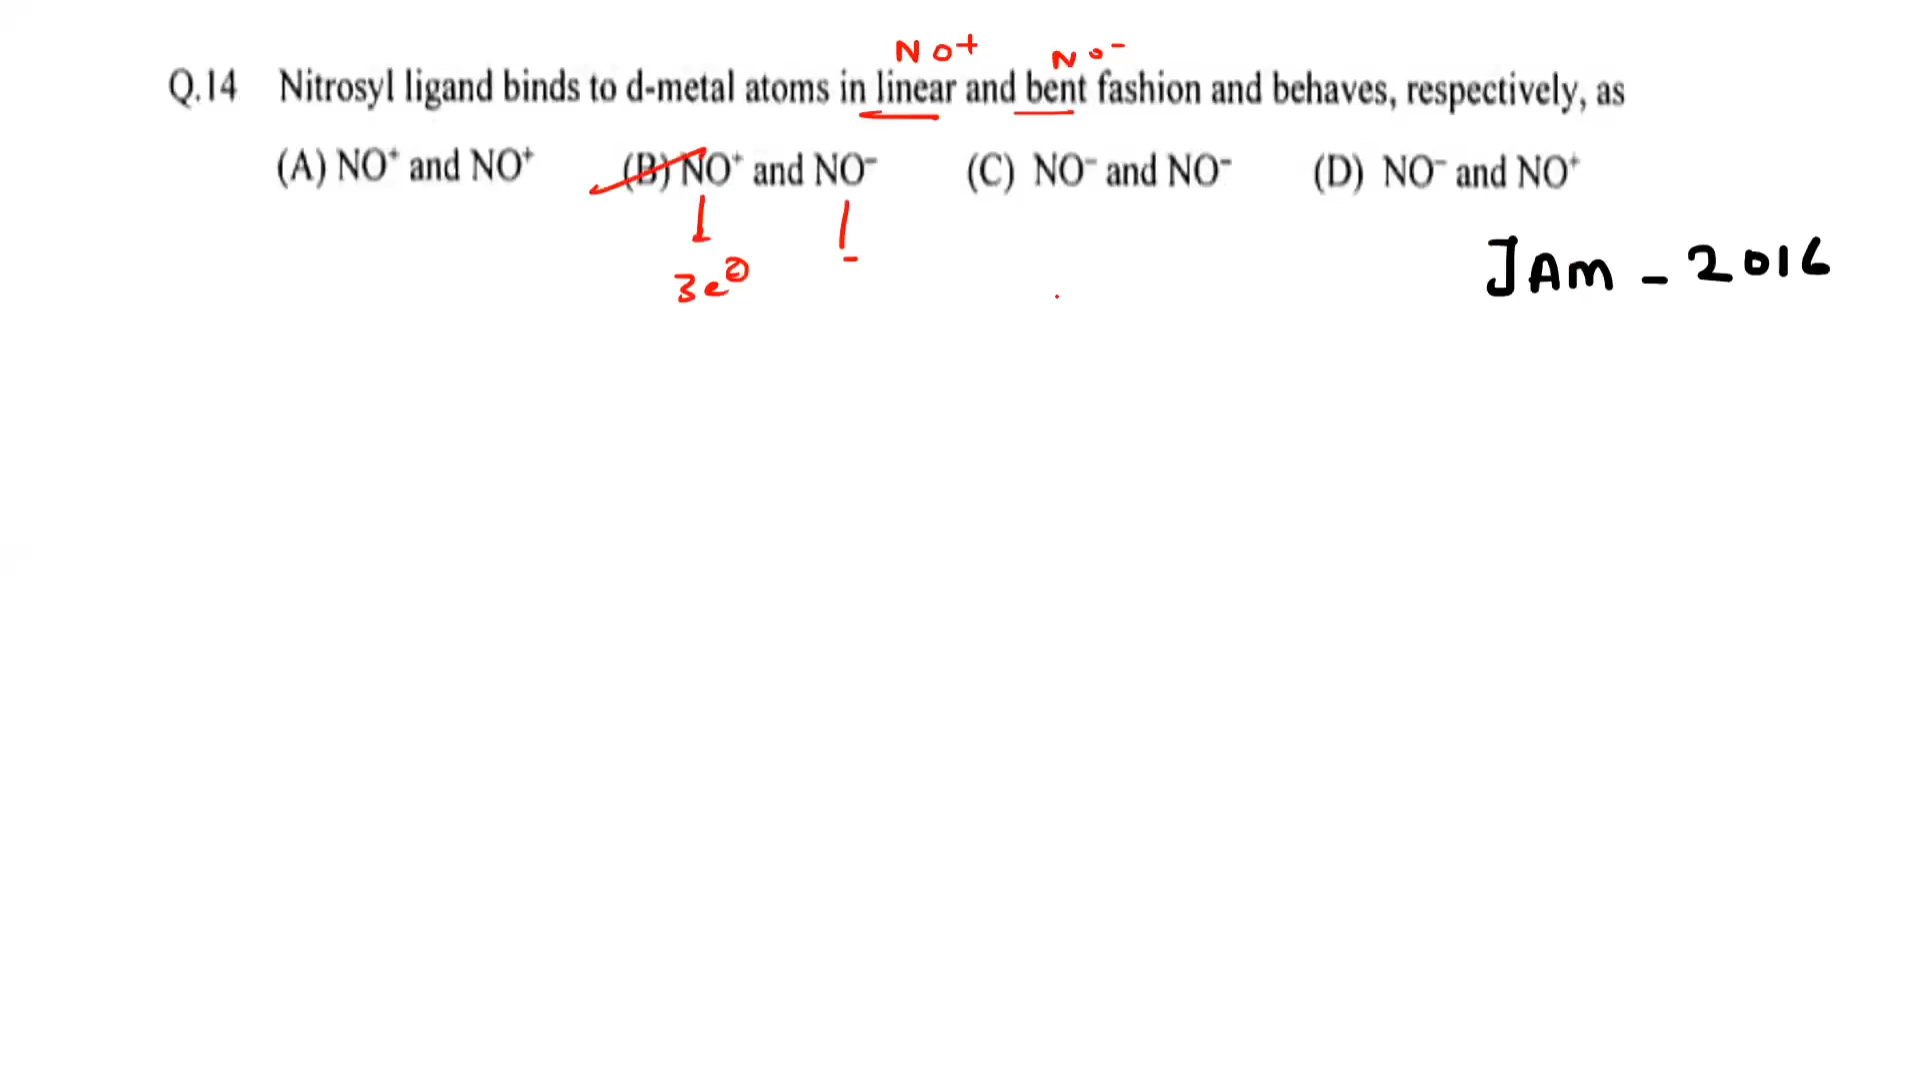 NO+ NO-
Q.14 Nitrosyl ligand binds to d-metal atoms in linear and bent fashion and behaves, respectively, as
(A) NO⁺ and NO⁺ (B) NO⁺ and NO⁻ (C) NO⁻ and NO⁻ (D) NO⁻ and NO⁺
JAM - 2016
3e⊖